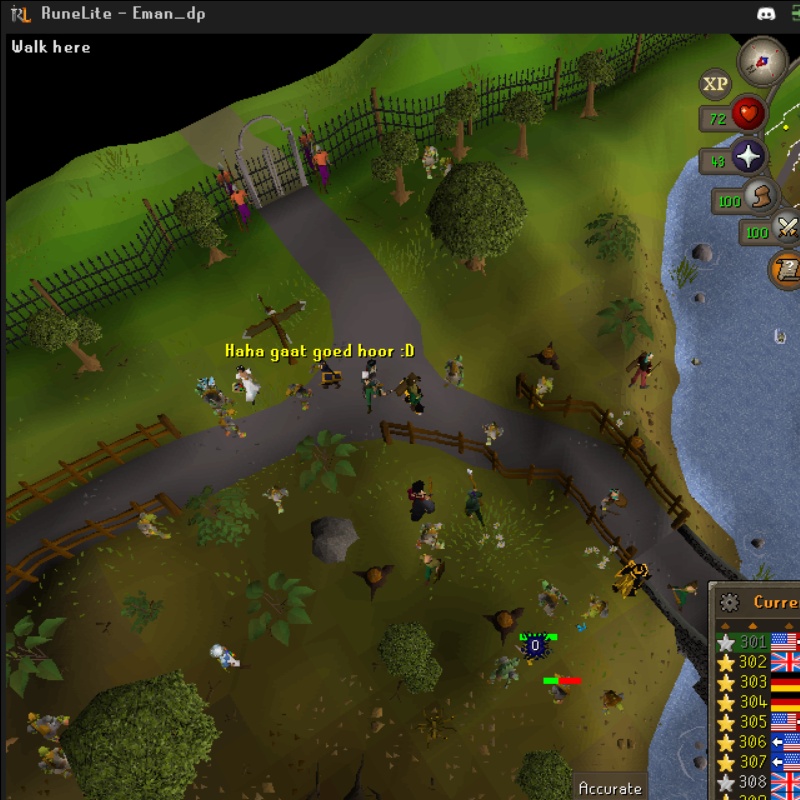 RuneLite - Eman_dp
Walk here
XP
72
43
100
100
?
Haha gaat goed hoor :D
0
Curre
301
302
303
304
305
306
307
308
Accurate